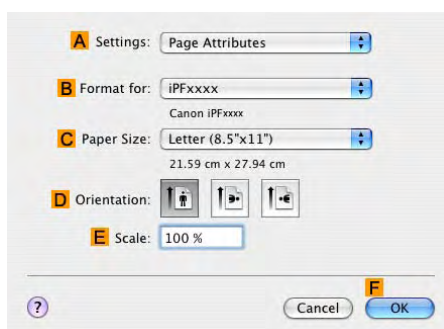 A Settings: Page Attributes
B Format for: iPFxxxx
Canon iPFxxxx
C Paper Size: Letter (8.5"x11")
21.59 cm x 27.94 cm
D Orientation:
E Scale: 100 %
F
? Cancel OK